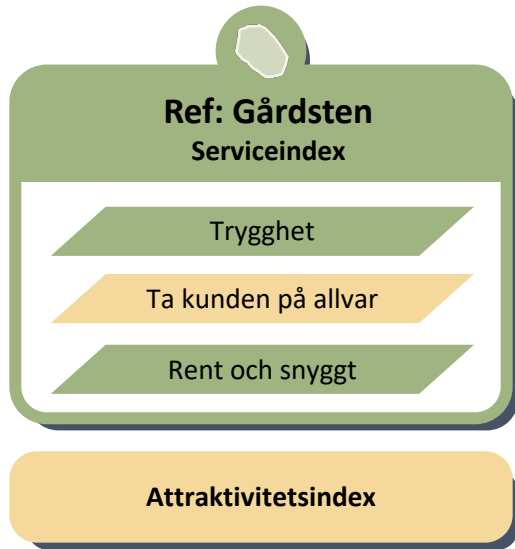 Ref: Gårdsten
Serviceindex
Trygghet
Ta kunden på allvar
Rent och snyggt
Attraktivitetsindex